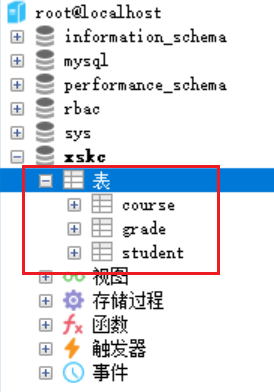 root@localhost
information_schema
mysql
performance_schema
rbac
sys
xskc
表
course
grade
student
视图
存储过程
函数
触发器
事件